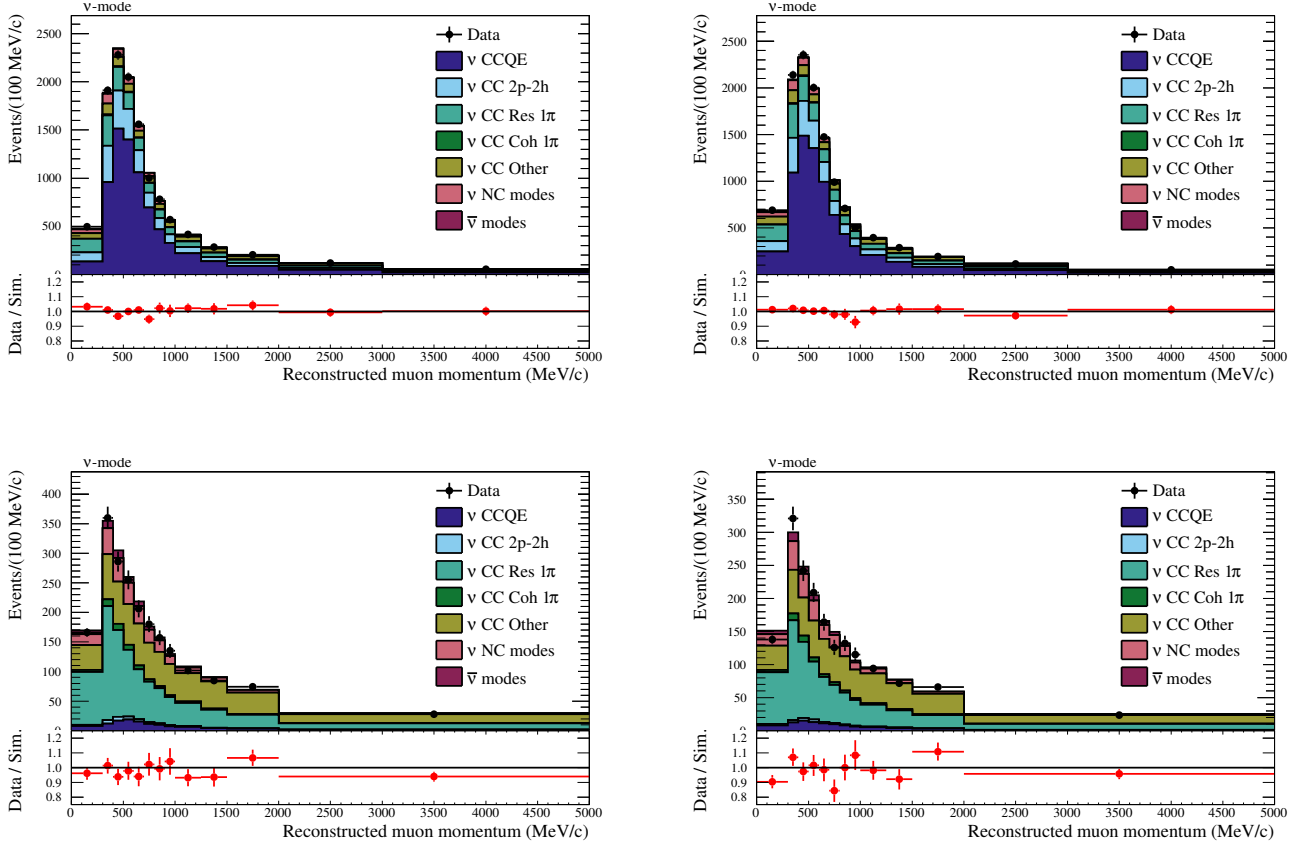 ν-mode
Events/(100 MeV/c)
2500
2000
1500
1000
500
0
Data
ν CCQE
ν CC 2p-2h
ν CC Res 1π
ν CC Coh 1π
ν CC Other
ν NC modes
ν̅ modes
Data / Sim.
1.2
1.1
1.0
0.9
0.8
0 500 1000 1500 2000 2500 3000 3500 4000 4500 5000
Reconstructed muon momentum (MeV/c)
ν-mode
Events/(100 MeV/c)
2500
2000
1500
1000
500
0
Data
ν CCQE
ν CC 2p-2h
ν CC Res 1π
ν CC Coh 1π
ν CC Other
ν NC modes
ν̅ modes
Data / Sim.
1.2
1.1
1.0
0.9
0.8
0 500 1000 1500 2000 2500 3000 3500 4000 4500 5000
Reconstructed muon momentum (MeV/c)
ν-mode
Events/(100 MeV/c)
400
350
300
250
200
150
100
50
Data
ν CCQE
ν CC 2p-2h
ν CC Res 1π
ν CC Coh 1π
ν CC Other
ν NC modes
ν̅ modes
Data / Sim.
1.2
1.1
1.0
0.9
0.8
0 500 1000 1500 2000 2500 3000 3500 4000 4500 5000
Reconstructed muon momentum (MeV/c)
ν-mode
Events/(100 MeV/c)
350
300
250
200
150
100
50
Data
ν CCQE
ν CC 2p-2h
ν CC Res 1π
ν CC Coh 1π
ν CC Other
ν NC modes
ν̅ modes
Data / Sim.
1.2
1.1
1.0
0.9
0.8
0 500 1000 1500 2000 2500 3000 3500 4000 4500 5000
Reconstructed muon momentum (MeV/c)